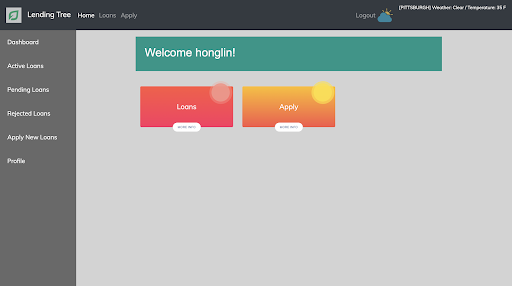 Lending Tree
Home Loans Apply
Logout
[PITTSBURGH] Weather: Clear / Temperature: 35 F
Dashboard
Active Loans
Pending Loans
Rejected Loans
Apply New Loans
Profile
Welcome honglin!
Loans
MORE INFO
Apply
MORE INFO